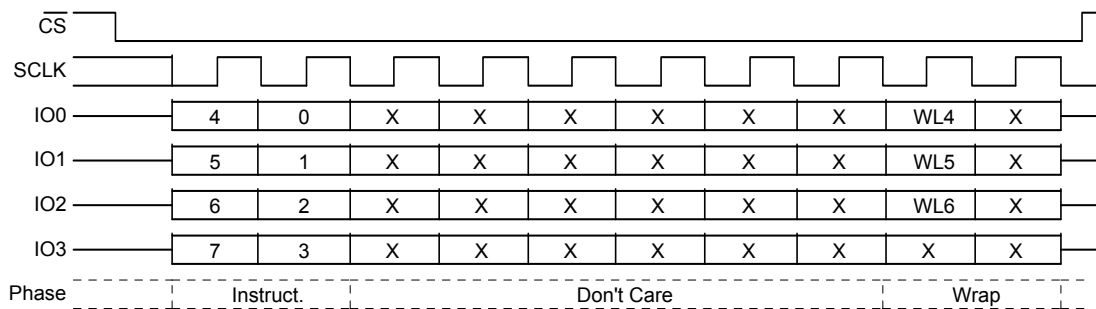 CS
SCLK
IO0 4 0 X X X X X X WL4 X
IO1 5 1 X X X X X X WL5 X
IO2 6 2 X X X X X X WL6 X
IO3 7 3 X X X X X X X X
Phase Instruct. Don't Care Wrap